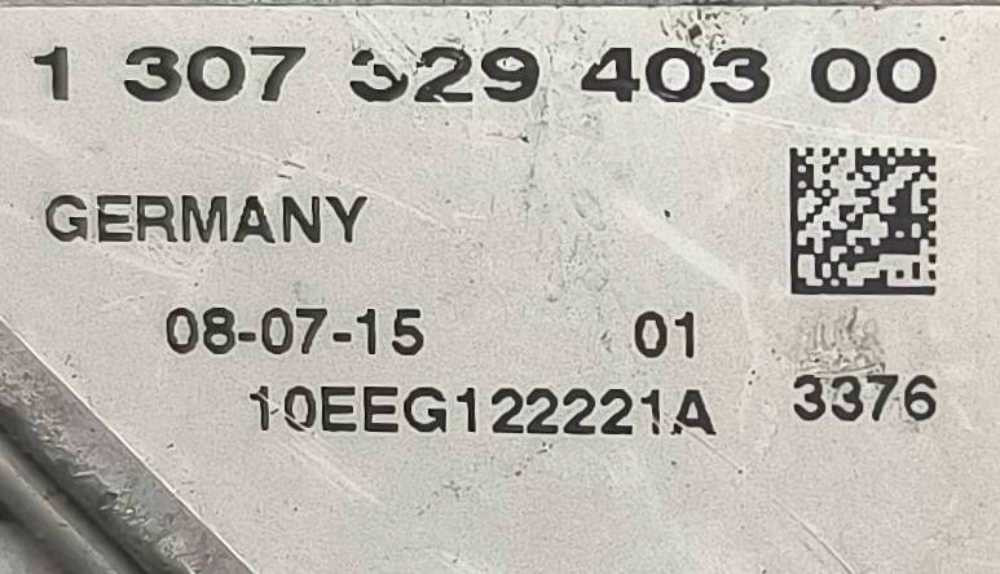 1 307 329 403 00
GERMANY
08-07-15 01
10EEG122221A 3376